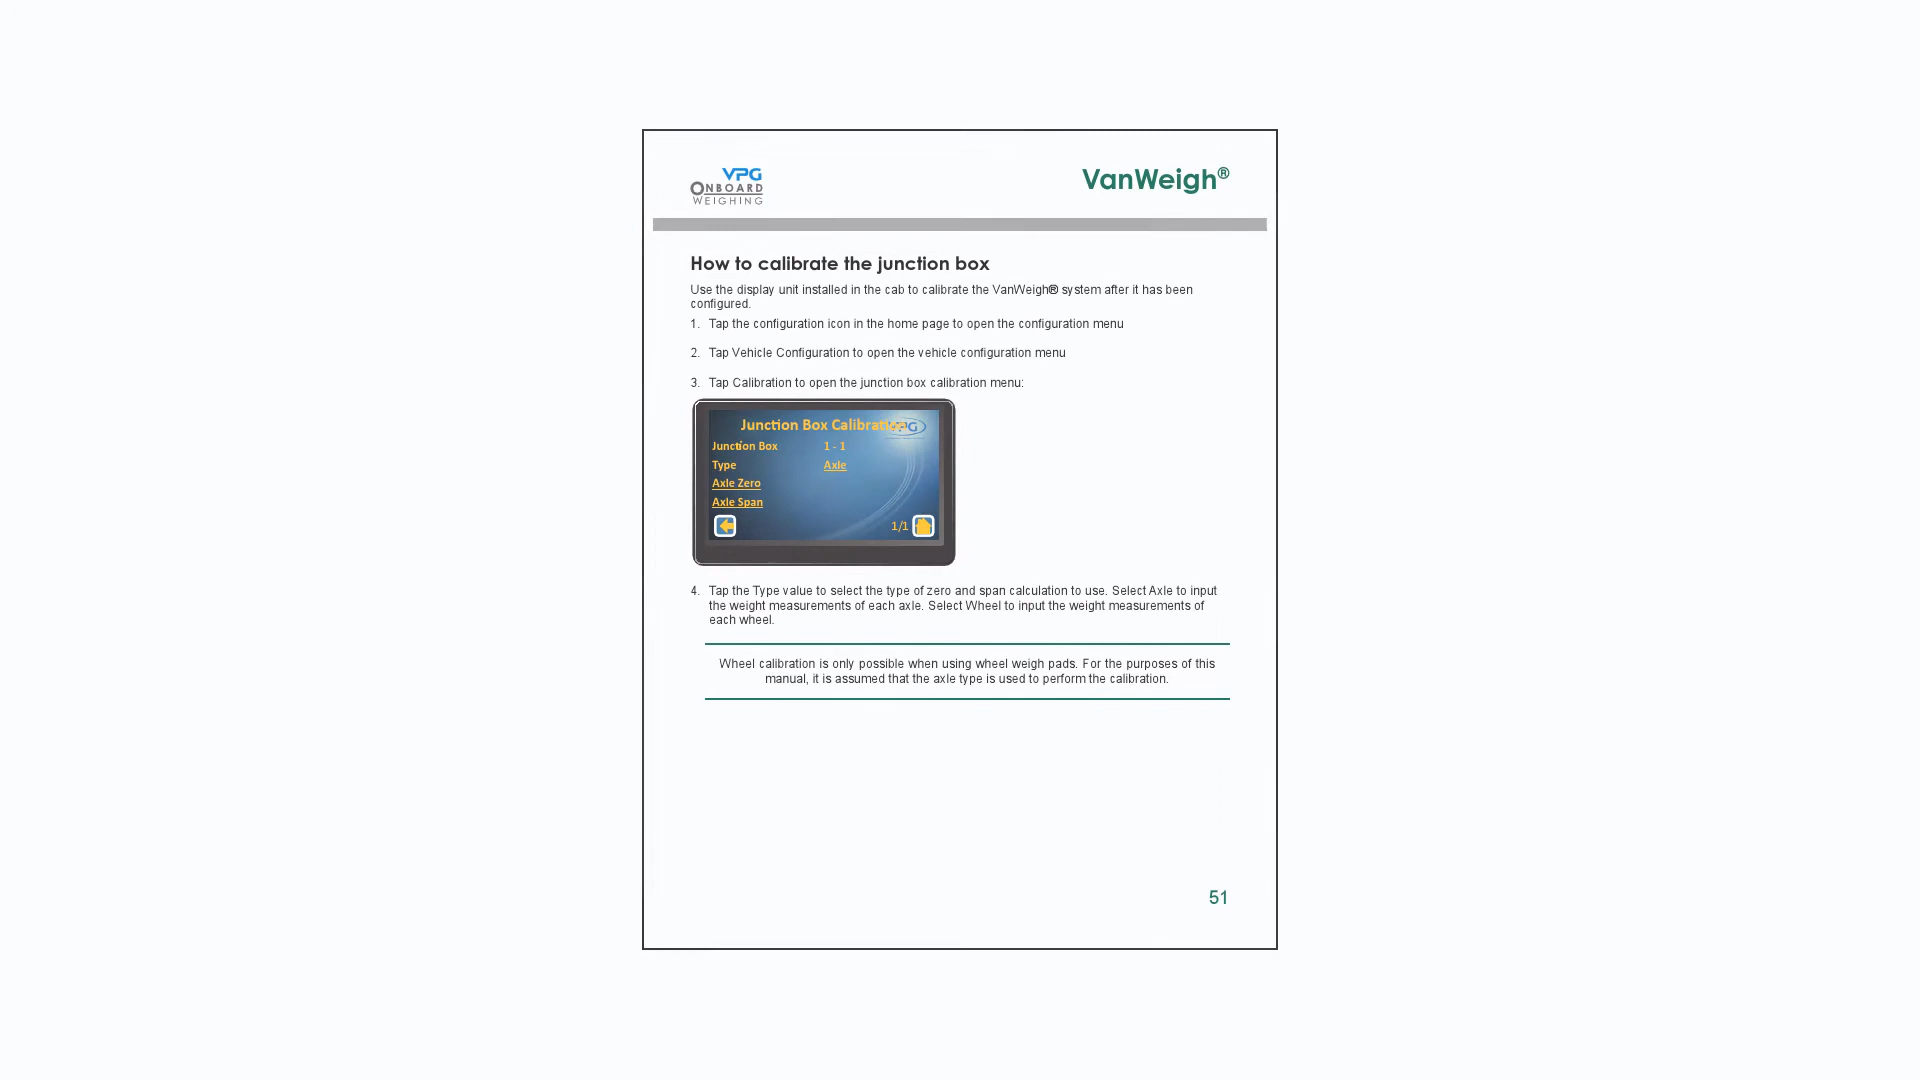 VPG
ONBOARD
WEIGHING
VanWeigh®
How to calibrate the junction box
Use the display unit installed in the cab to calibrate the VanWeigh® system after it has been
configured.
1. Tap the configuration icon in the home page to open the configuration menu
2. Tap Vehicle Configuration to open the vehicle configuration menu
3. Tap Calibration to open the junction box calibration menu:
Junction Box Calibration
VPG
Junction Box 1 - 1
Type Axle
Axle Zero
Axle Span
1/1
4. Tap the Type value to select the type of zero and span calculation to use. Select Axle to input
the weight measurements of each axle. Select Wheel to input the weight measurements of
each wheel.
Wheel calibration is only possible when using wheel weigh pads. For the purposes of this
manual, it is assumed that the axle type is used to perform the calibration.
51